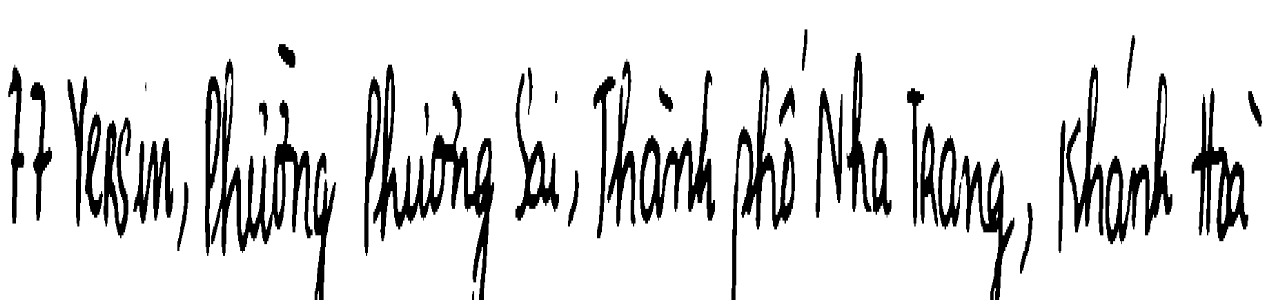 77 Yersin, Phường Phương Sài, Thành phố Nha Trang, Khánh Hoà